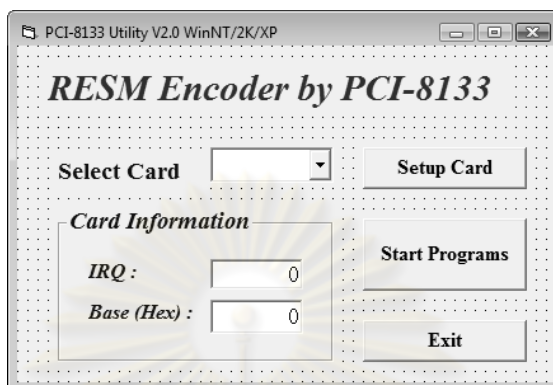 PCI-8133 Utility V2.0 WinNT/2K/XP
RESM Encoder by PCI-8133
Select Card
Setup Card
Card Information
IRQ :
0
Start Programs
Base (Hex) :
0
Exit